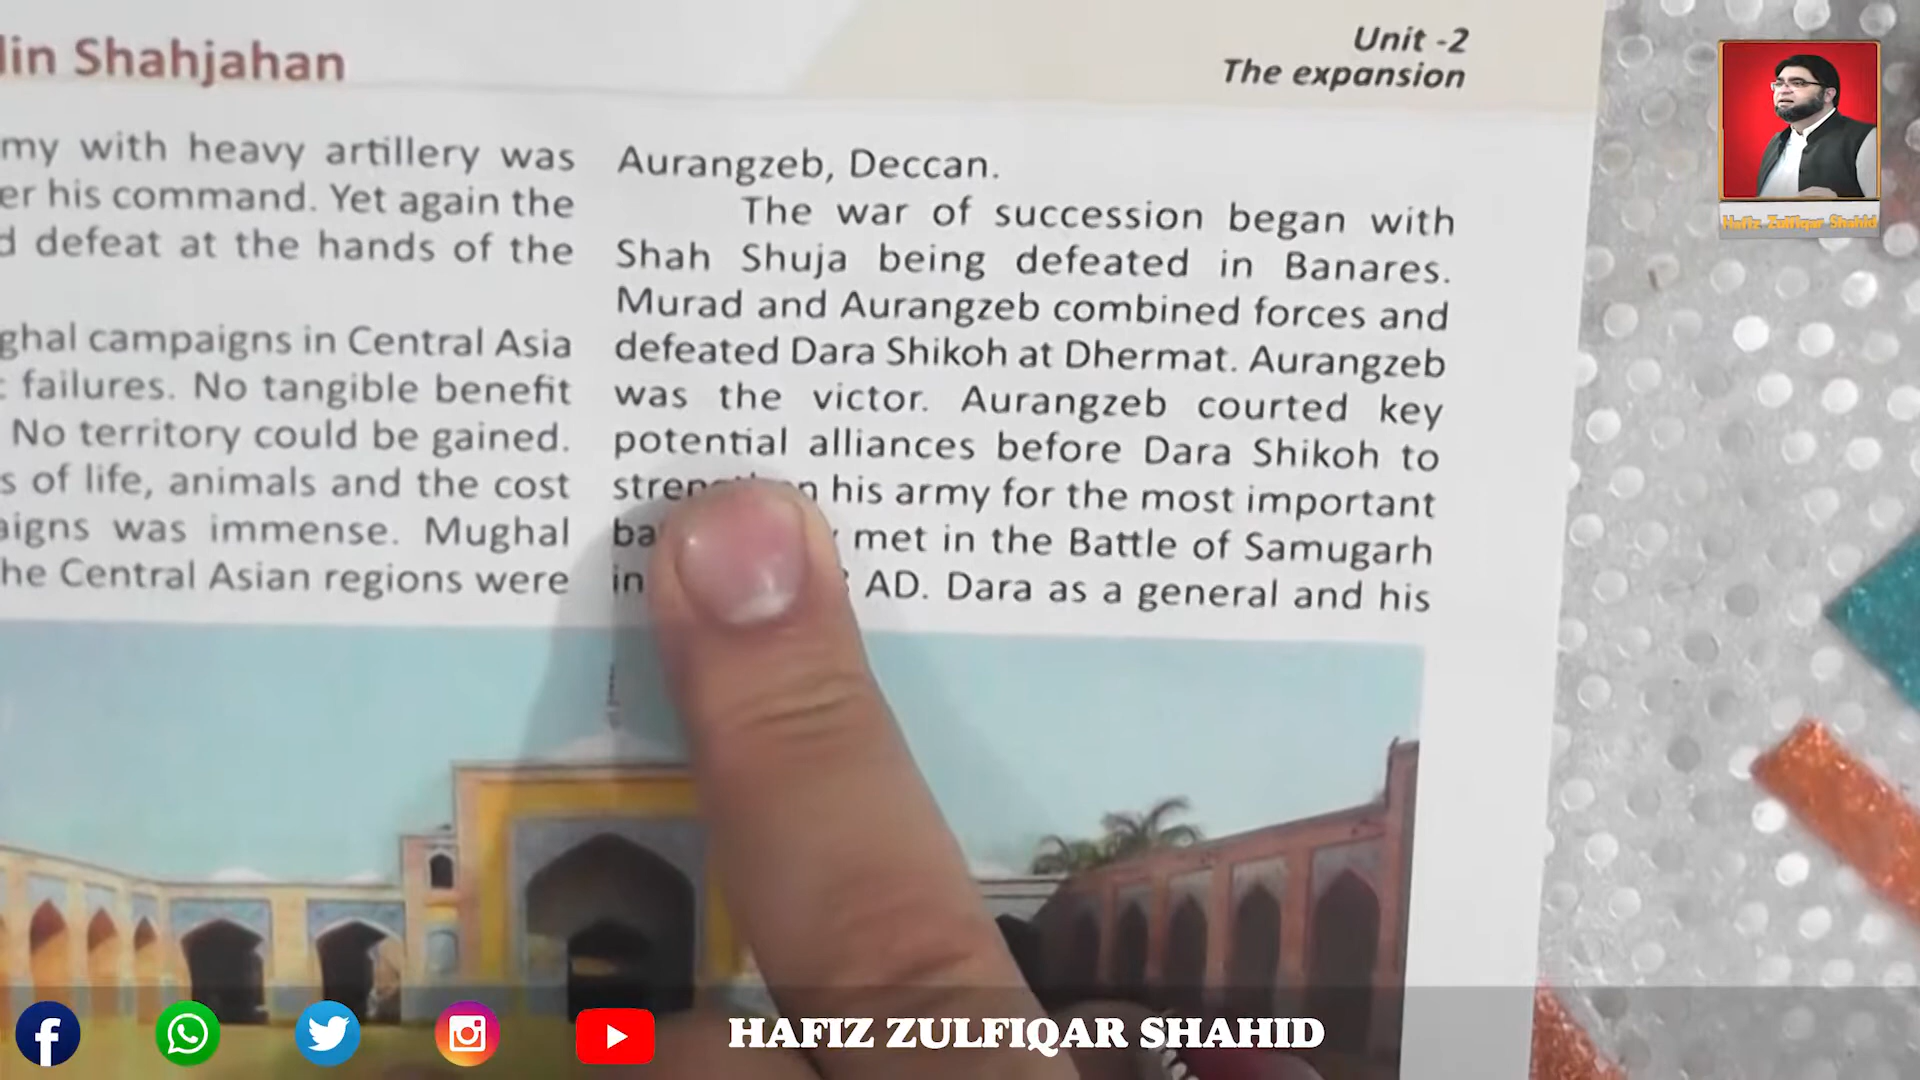 lin Shahjahan
Unit -2
The expansion
my with heavy artillery was
er his command. Yet again the
d defeat at the hands of the
ghal campaigns in Central Asia
failures. No tangible benefit
No territory could be gained.
s of life, animals and the cost
aigns was immense. Mughal
he Central Asian regions were
Aurangzeb, Deccan.
The war of succession began with
Shah Shuja being defeated in Banares.
Murad and Aurangzeb combined forces and
defeated Dara Shikoh at Dhermat. Aurangzeb
was the victor. Aurangzeb courted key
potential alliances before Dara Shikoh to
his army for the most important
met in the Battle of Samugarh
in AD. Dara as a general and his
Hafiz Zulfiqar Shahid
HAFIZ ZULFIQAR SHAHID